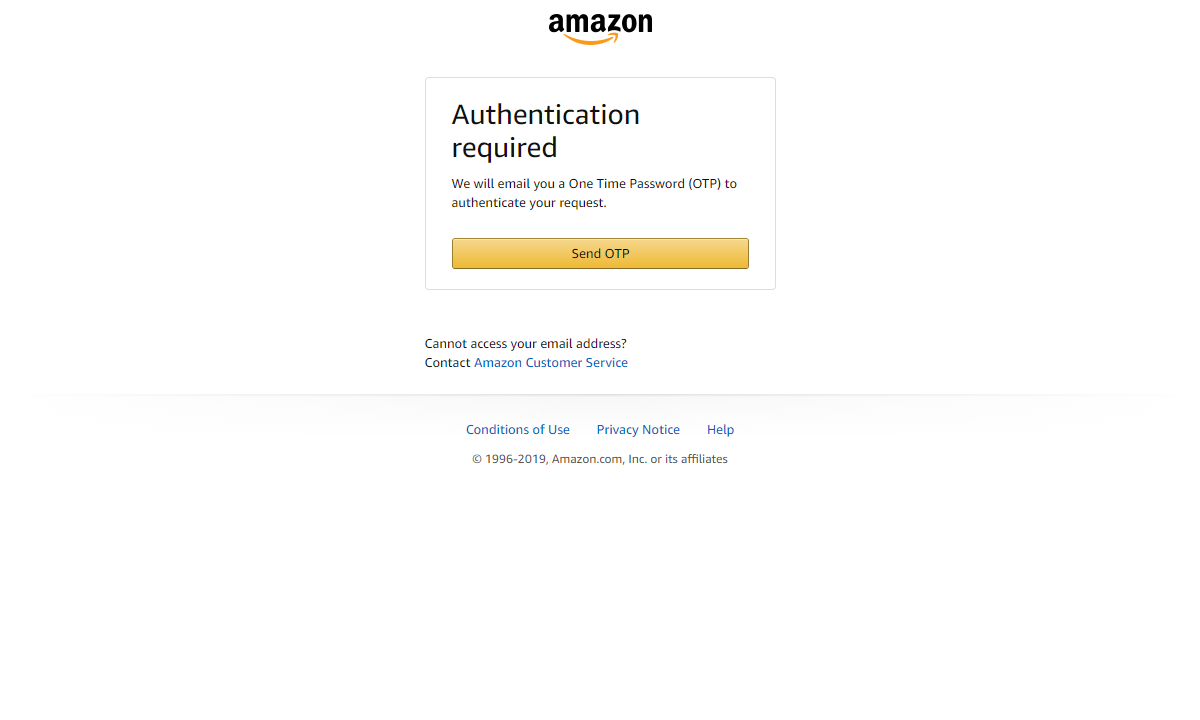 amazon
Authentication
required
We will email you a One Time Password (OTP) to
authenticate your request.
Send OTP
Cannot access your email address?
Contact Amazon Customer Service
Conditions of Use Privacy Notice Help
© 1996-2019, Amazon.com, Inc. or its affiliates